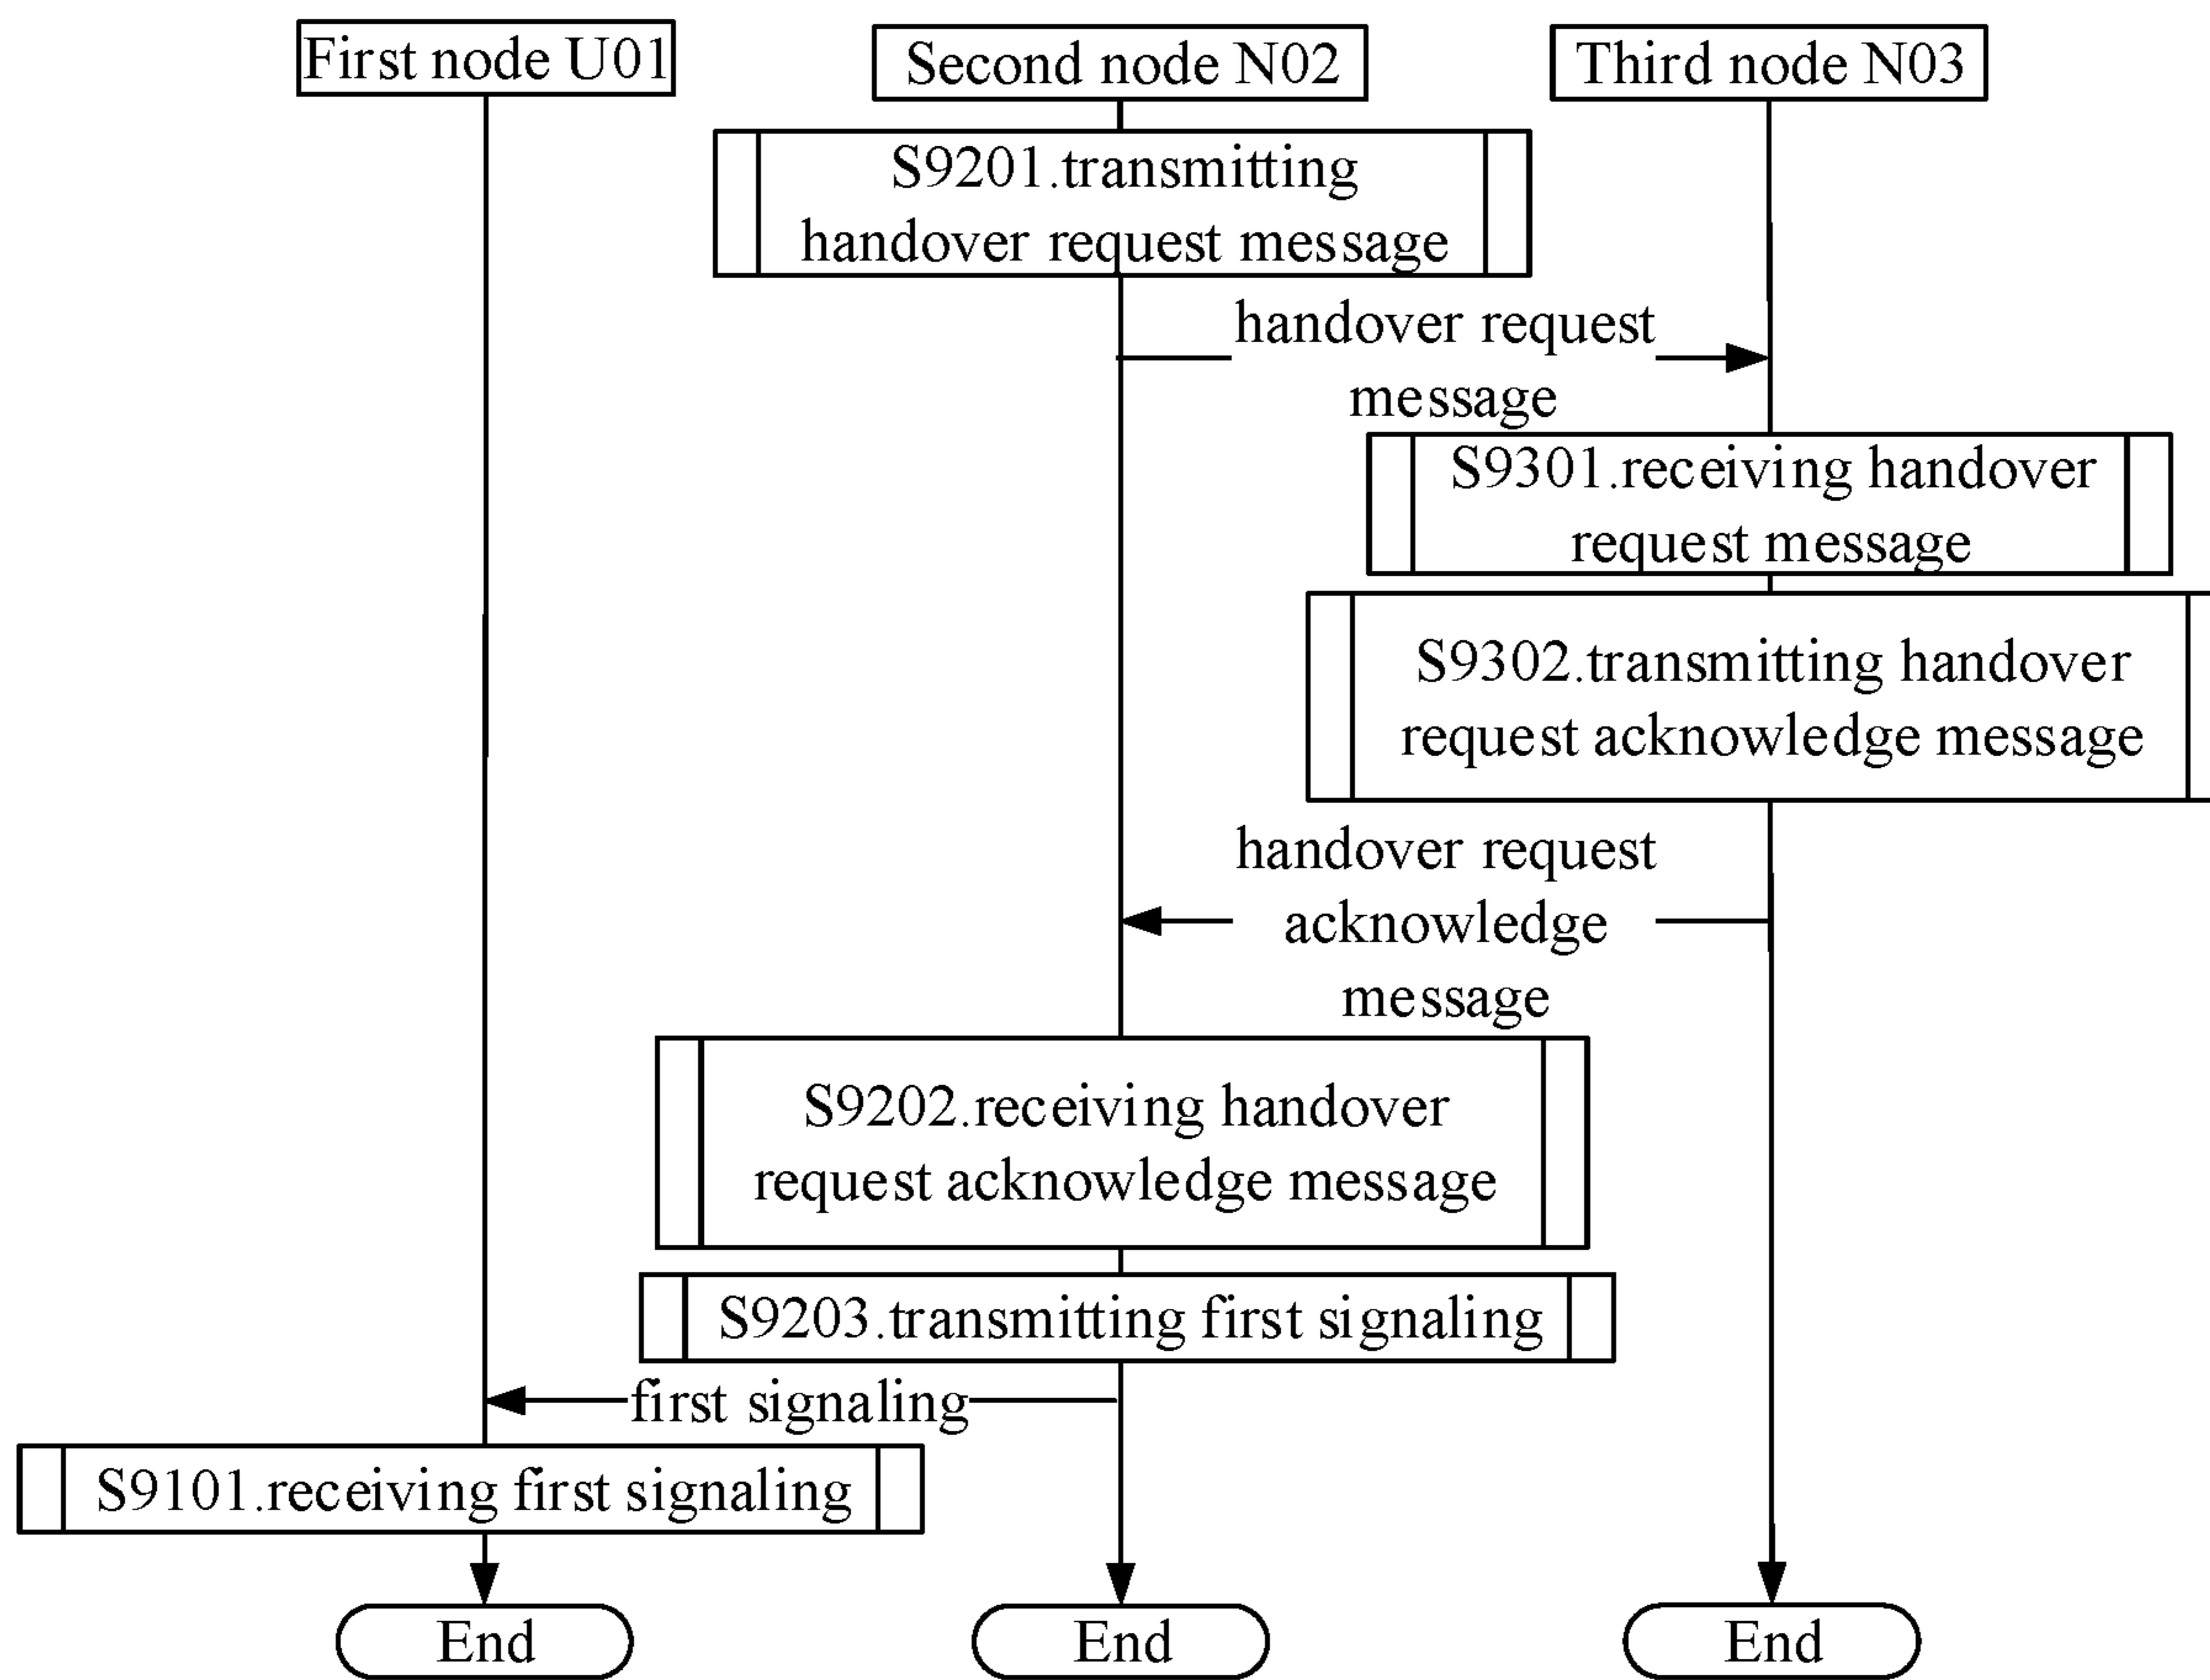 First node U01
Second node N02
Third node N03
S9201.transmitting
handover request message
handover request
message
S9301.receiving handover
request message
S9302.transmitting handover
request acknowledge message
handover request
acknowledge
message
S9202.receiving handover
request acknowledge message
S9203.transmitting first signaling
first signaling
S9101.receiving first signaling
End
End
End